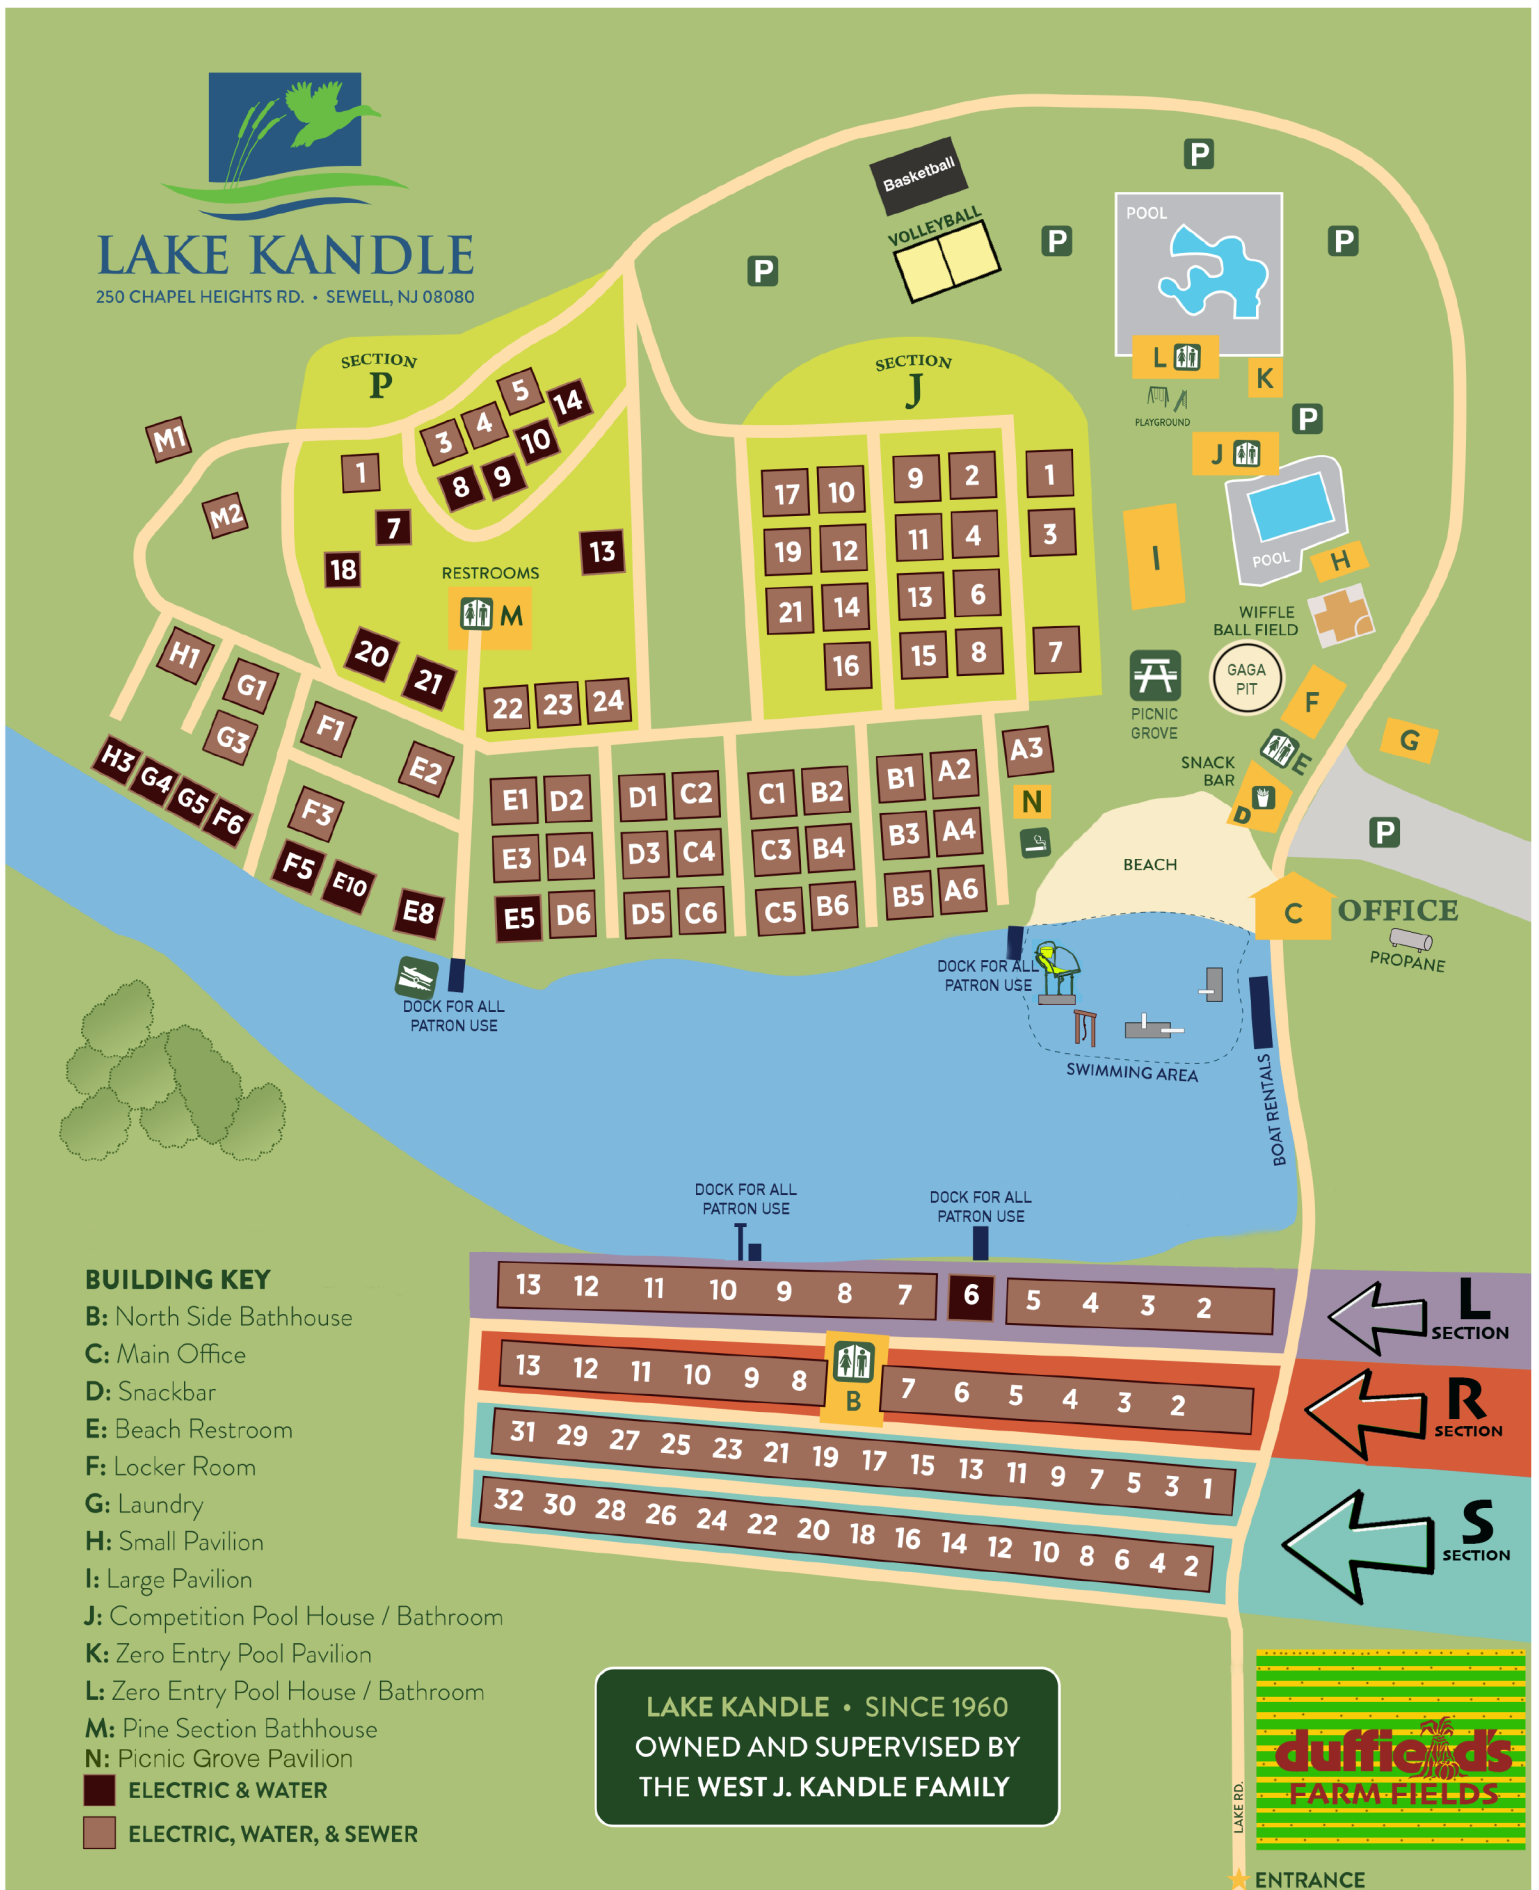 LAKE KANDLE
250 CHAPEL HEIGHTS RD. • SEWELL, NJ 08080
Basketball
VOLLEYBALL
P
P
P
P
POOL
L
K
PLAYGROUND
P
J
POOL
H
I
WIFFLE
BALL FIELD
GAGA
PIT
PICNIC
GROVE
F
G
E
SNACK
BAR
D
P
BEACH
C
OFFICE
PROPANE
SECTION
P
M1
M2
1
3
4
5
14
10
9
8
7
18
13
RESTROOMS
M
20
21
22 23 24
SECTION
J
17 10 9 2 1
19 12 11 4 3
21 14 13 6
16 15 8 7
H1
G1
G3
F1
E2
H3 G4 G5 F6
F3
F5 E10 E8
E1 D2 D1 C2 C1 B2 B1 A2 A3
E3 D4 D3 C4 C3 B4 B3 A4
E5 D6 D5 C6 C5 B6 B5 A6
N
DOCK FOR ALL
PATRON USE
DOCK FOR ALL
PATRON USE
SWIMMING AREA
BOAT RENTALS
DOCK FOR ALL
PATRON USE
DOCK FOR ALL
PATRON USE
13 12 11 10 9 8 7 6 5 4 3 2
L
SECTION
13 12 11 10 9 8 B 7 6 5 4 3 2
R
SECTION
31 29 27 25 23 21 19 17 15 13 11 9 7 5 3 1
32 30 28 26 24 22 20 18 16 14 12 10 8 6 4 2
S
SECTION
BUILDING KEY
B: North Side Bathhouse
C: Main Office
D: Snackbar
E: Beach Restroom
F: Locker Room
G: Laundry
H: Small Pavilion
I: Large Pavilion
J: Competition Pool House / Bathroom
K: Zero Entry Pool Pavilion
L: Zero Entry Pool House / Bathroom
M: Pine Section Bathhouse
N: Picnic Grove Pavilion
ELECTRIC & WATER
ELECTRIC, WATER, & SEWER
LAKE KANDLE • SINCE 1960
OWNED AND SUPERVISED BY
THE WEST J. KANDLE FAMILY
duffield's
FARM FIELDS
LAKE RD.
ENTRANCE